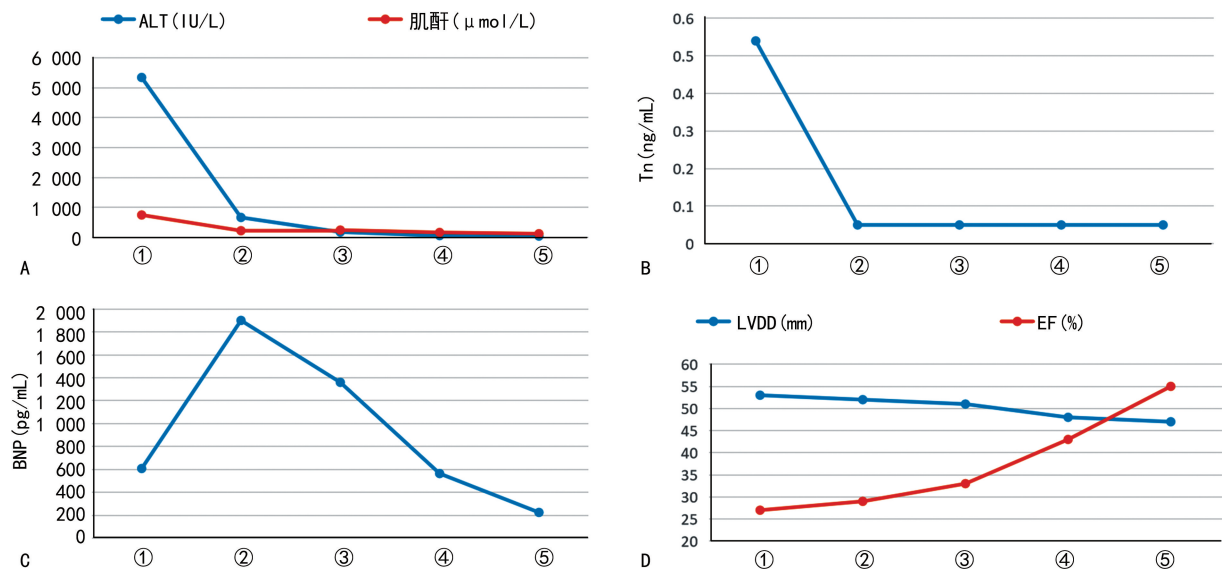 ALT(IU/L)
肌酐(μmol/L)
6 000
5 000
4 000
3 000
2 000
1 000
0
① ② ③ ④ ⑤
A
Tn(ng/mL)
0.6
0.5
0.4
0.3
0.2
0.1
0
① ② ③ ④ ⑤
B
BNP(pg/mL)
2 000
1 800
1 600
1 400
1 200
1 000
800
600
400
200
0
① ② ③ ④ ⑤
C
LVDD(mm)
EF(%)
60
55
50
45
40
35
30
25
20
① ② ③ ④ ⑤
D